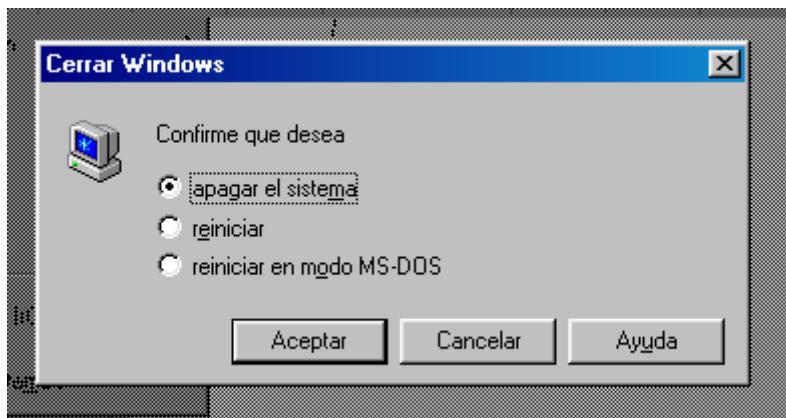 Cerrar Windows
Confirme que desea
apagar el sistema
reiniciar
reiniciar en modo MS-DOS
Aceptar Cancelar Ayuda